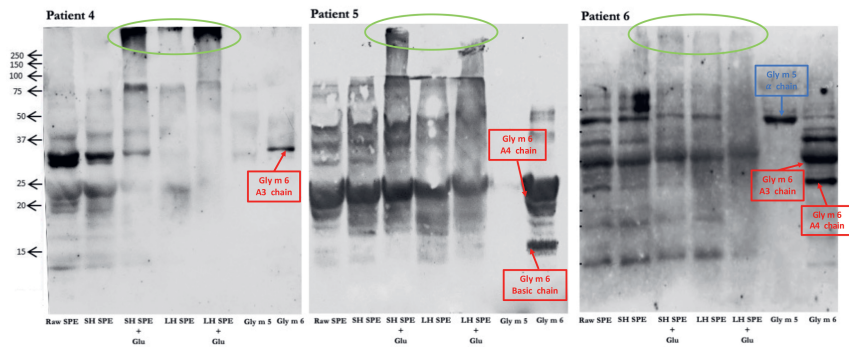 Patient 4
250
150
100
75
50
37
25
20
15
Gly m 6
A3 chain
Raw SPE
SH SPE
SH SPE
+
Glu
LH SPE
LH SPE
+
Glu
Gly m 5
Gly m 6
Patient 5
Gly m 6
A4 chain
Gly m 6
Basic chain
Raw SPE
SH SPE
SH SPE
+
Glu
LH SPE
LH SPE
+
Glu
Gly m 5
Gly m 6
Patient 6
Gly m 5
α chain
Gly m 6
A3 chain
Gly m 6
A4 chain
Raw SPE
SH SPE
SH SPE
+
Glu
LH SPE
LH SPE
+
Glu
Gly m 5
Gly m 6